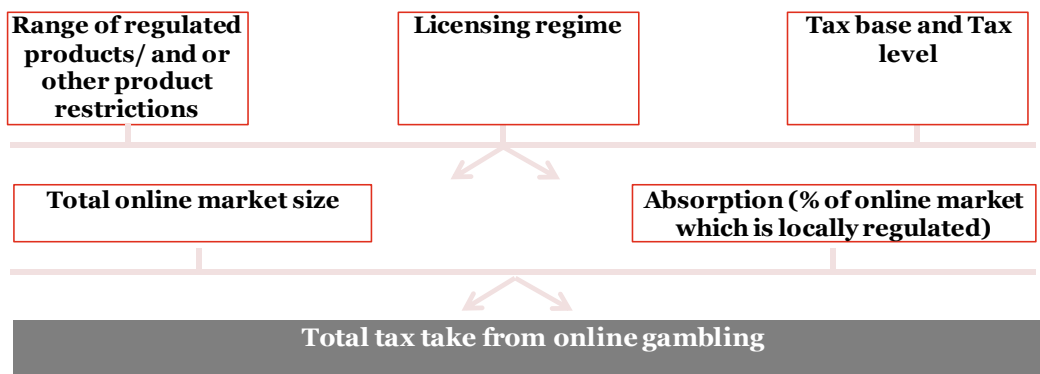 Range of regulated
products/ and or
other product
restrictions
Licensing regime
Tax base and Tax
level
Total online market size
Absorption (% of online market
which is locally regulated)
Total tax take from online gambling